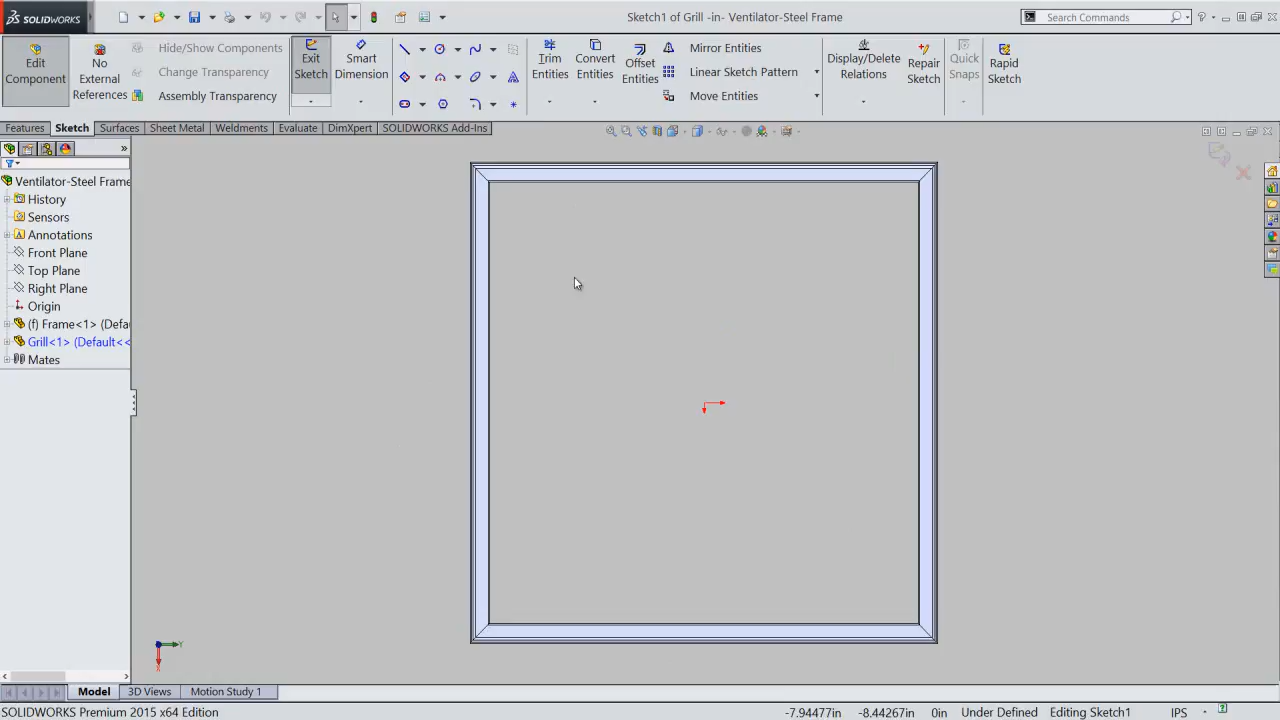 SOLIDWORKS
Sketch1 of Grill -in- Ventilator-Steel Frame
Search Commands
Edit Component
No External References
Hide/Show Components
Change Transparency
Assembly Transparency
Exit Sketch
Smart Dimension
Trim Entities
Convert Entities
Offset Entities
Mirror Entities
Linear Sketch Pattern
Move Entities
Display/Delete Relations
Repair Sketch
Quick Snaps
Rapid Sketch
Features
Sketch
Surfaces
Sheet Metal
Weldments
Evaluate
DimXpert
SOLIDWORKS Add-Ins
Ventilator-Steel Frame
History
Sensors
Annotations
Front Plane
Top Plane
Right Plane
Origin
(f) Frame<1> (Defau
Grill<1> (Default<<
Mates
Y
X
Model
3D Views
Motion Study 1
SOLIDWORKS Premium 2015 x64 Edition
-7.94477in
-8.44267in
0in
Under Defined
Editing Sketch1
IPS